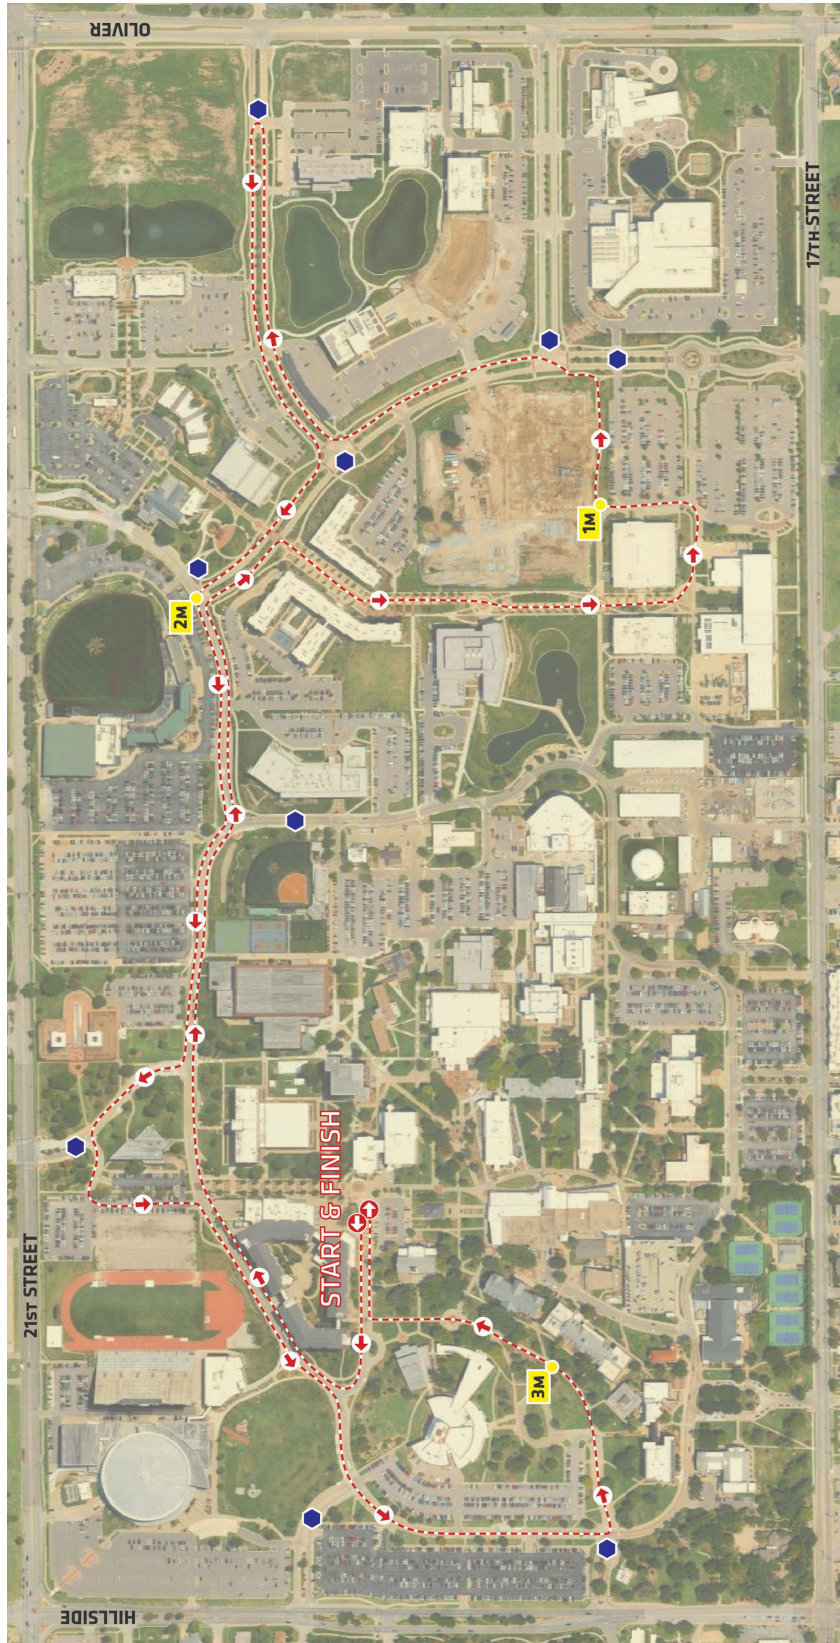 OLIVER
17TH STREET
1M
2M
START & FINISH
21ST STREET
3M
HILLSIDE